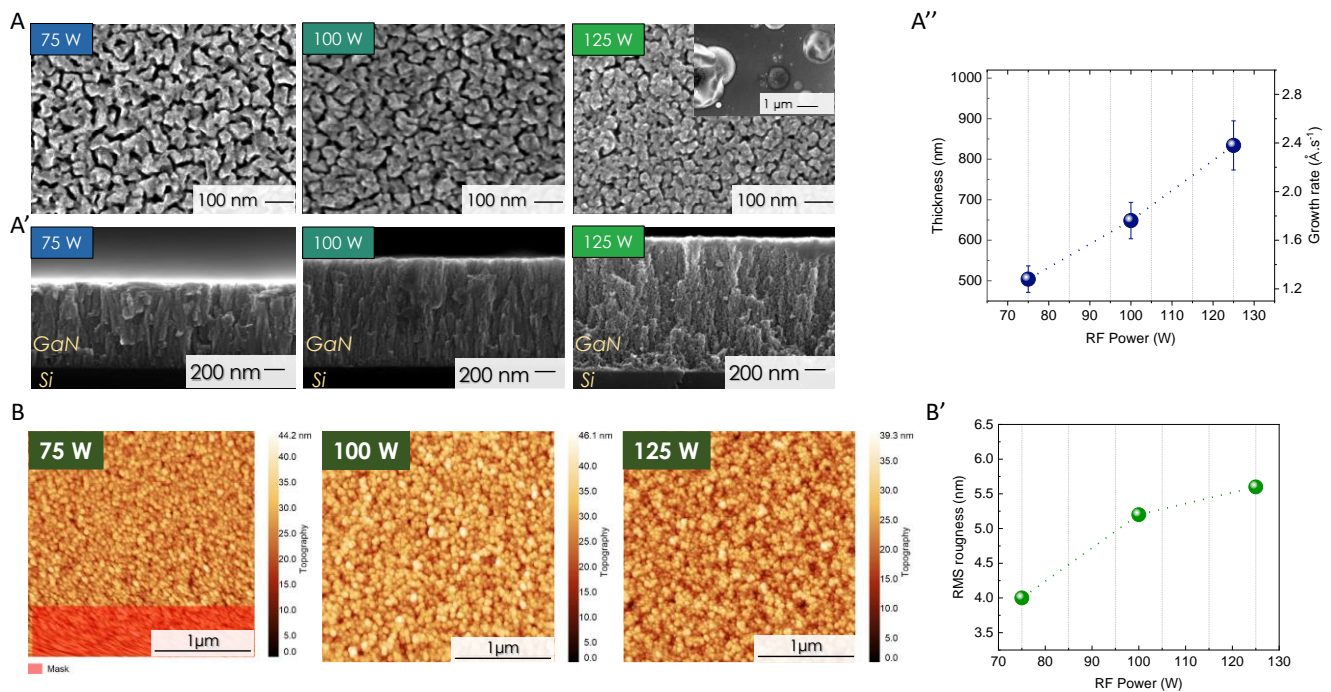 A
75 W
100 nm
100 W
100 nm
125 W
1 µm
100 nm
A'
75 W
GaN
Si
200 nm
100 W
GaN
Si
200 nm
125 W
GaN
Si
200 nm
A''
Thickness (nm)
1000
900
800
700
600
500
2.8
2.4
2.0
1.6
1.2
Growth rate (Å.s⁻¹)
70 80 90 100 110 120 130
RF Power (W)
B
75 W
1µm
Mask
44.2 nm
40.0
35.0
30.0
25.0
20.0
15.0
10.0
5.0
0.0
Topography
100 W
1µm
46.1 nm
40.0
35.0
30.0
25.0
20.0
15.0
10.0
5.0
0.0
Topography
125 W
1µm
39.3 nm
35.0
30.0
25.0
20.0
15.0
10.0
5.0
0.0
Topography
B'
RMS rougness (nm)
6.5
6.0
5.5
5.0
4.5
4.0
3.5
70 80 90 100 110 120 130
RF Power (W)